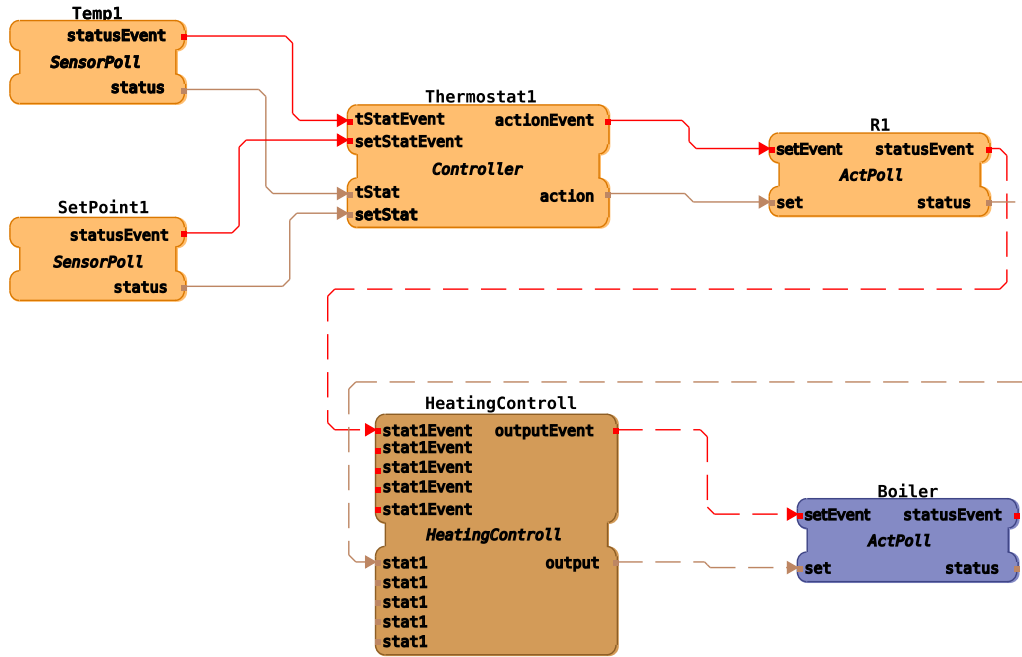 Temp1
statusEvent
SensorPoll
status
Thermostat1
tStatEvent actionEvent
setStatEvent
Controller
tStat action
setStat
R1
setEvent statusEvent
ActPoll
set status
SetPoint1
statusEvent
SensorPoll
status
HeatingControll
stat1Event outputEvent
stat1Event
stat1Event
stat1Event
stat1Event
HeatingControll
stat1 output
stat1
stat1
stat1
stat1
Boiler
setEvent statusEvent
ActPoll
set status